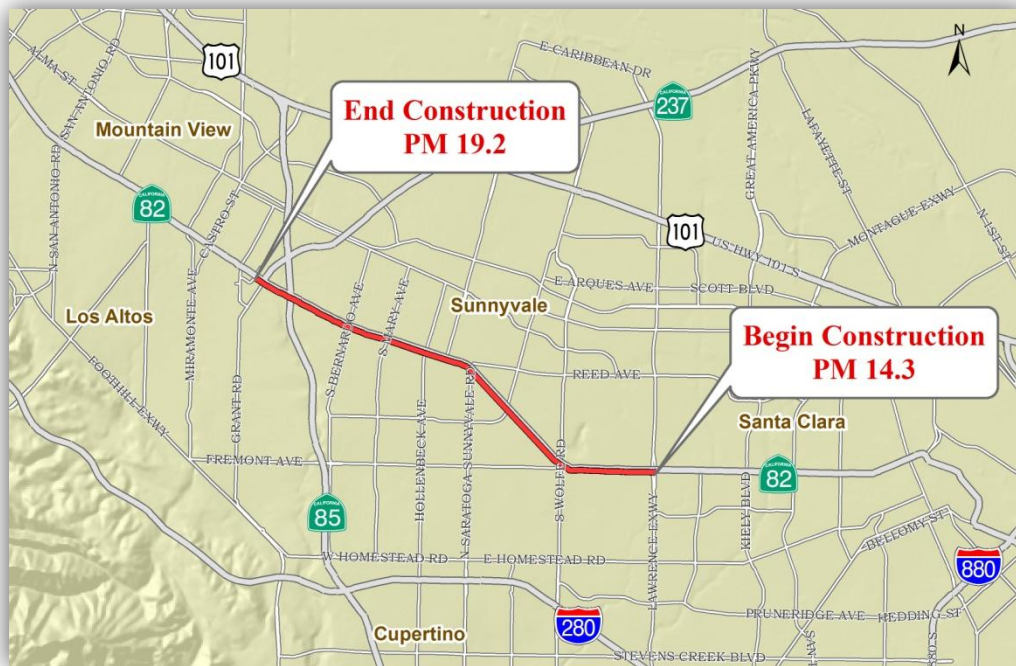 N
E CARIBBEAN DR
ALMA ST
SAN ANTONIO RD
101
CALIFORNIA
237
GREAT AMERICA PKWY
LAFAYETTE ST
End Construction
PM 19.2
Mountain View
CALIFORNIA
82
CASTRO ST
N SAN ANTONIO RD
MIRAMONTE AVE
101
US HWY 101 S
MONTAGUE EXWY
N 1ST ST
E ARQUES AVE
SCOTT BLVD
Los Altos
S BERNARDO AVE
S MARY AVE
Sunnyvale
Begin Construction
PM 14.3
FOOTHILL EXWY
GRANT RD
REED AVE
HOLLENBECK AVE
N SARATOGA-SUNNYVALE RD
S WOLFE RD
Santa Clara
FREMONT AVE
CALIFORNIA
82
CALIFORNIA
85
LAWRENCE EXWY
KIELY BLVD
BELLOMY ST
W HOMESTEAD RD
E HOMESTEAD RD
880
PRUNERIDGE AVE
HEDDING ST
280
Cupertino
STEVENS CREEK BLVD